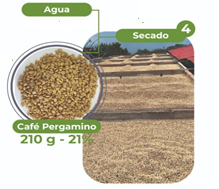 Agua
Secado
4
Café Pergamino
210 g - 21%